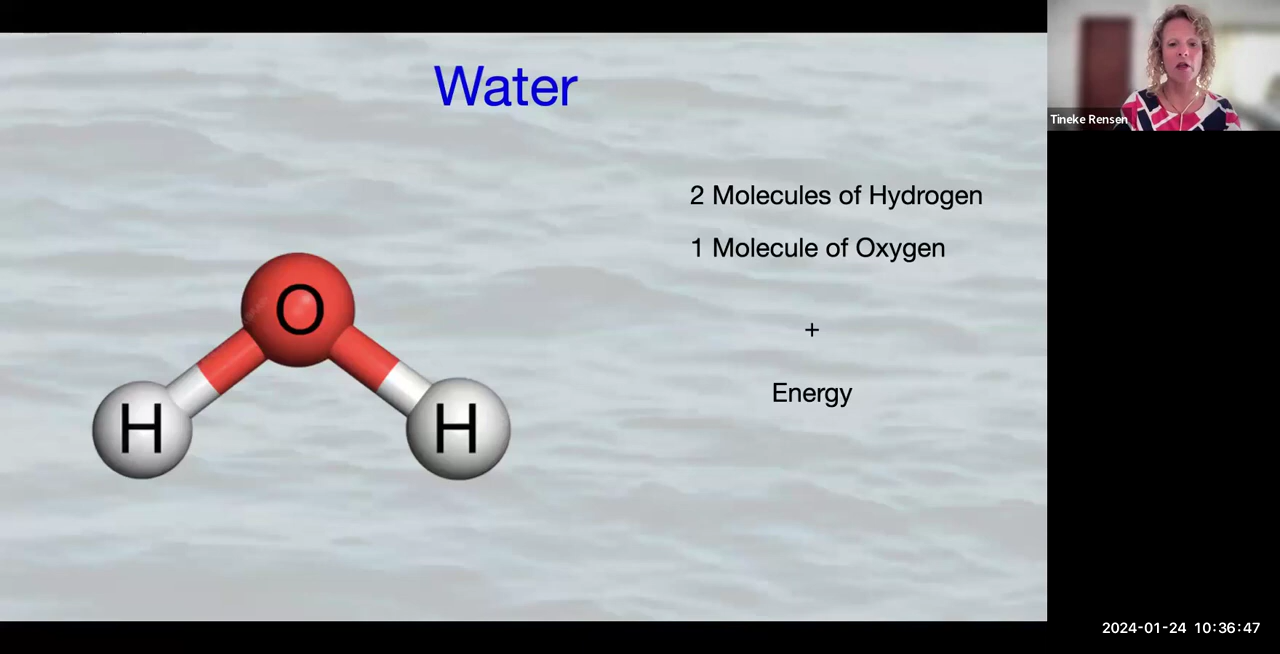 Water
2 Molecules of Hydrogen
1 Molecule of Oxygen
+
Energy
O
H
H
Tineke Rensen
2024-01-24 10:36:47